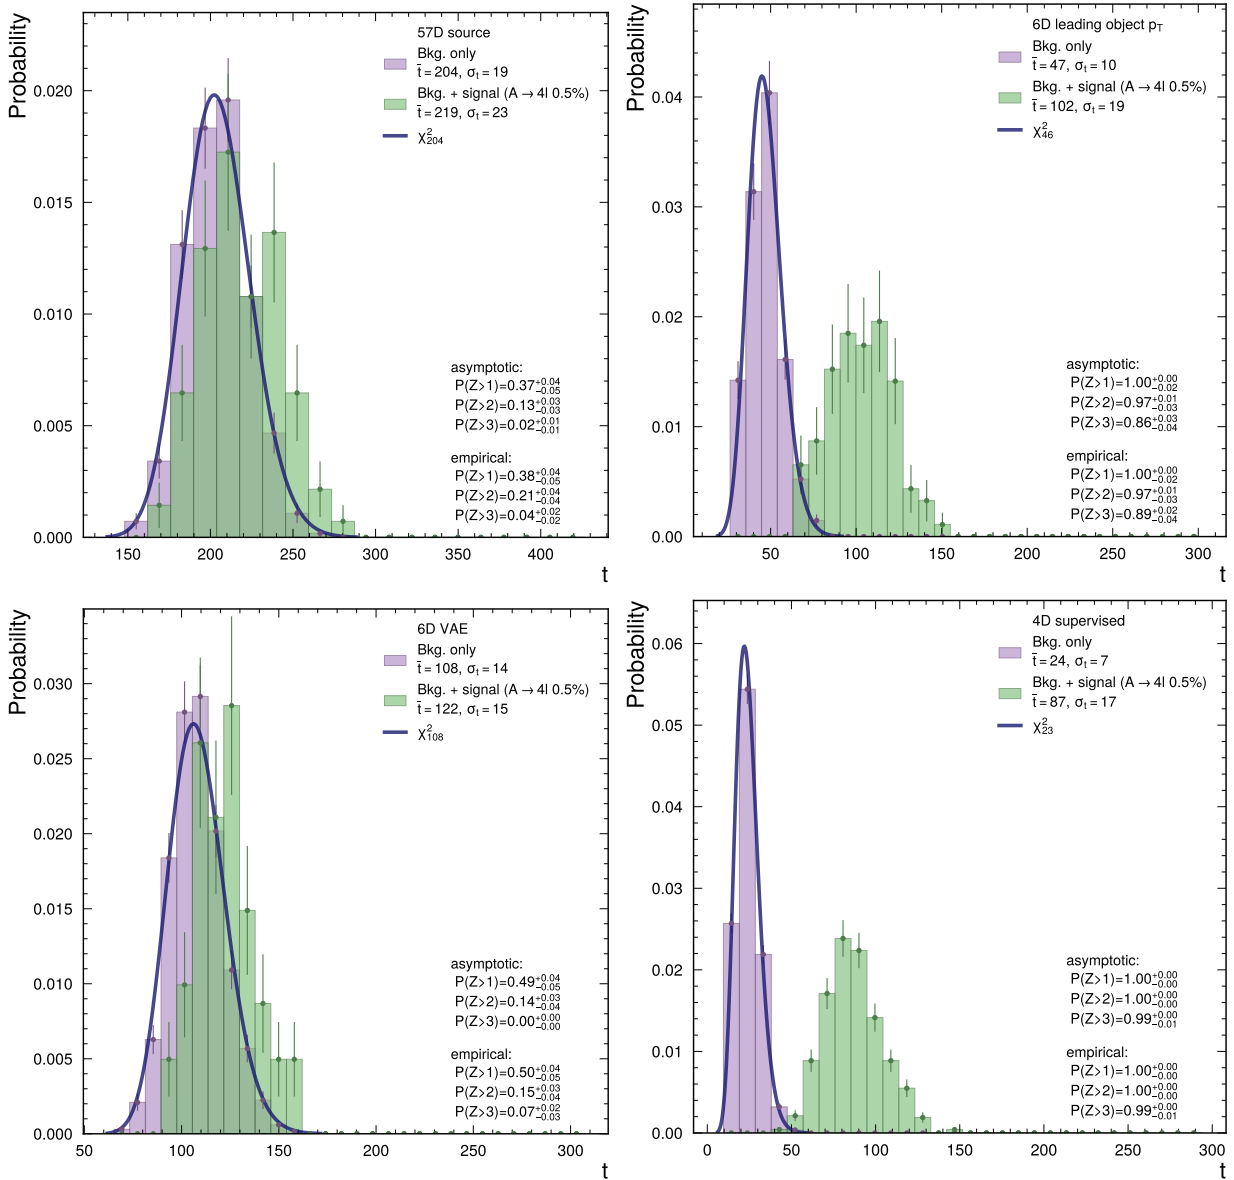 Probability
57D source
Bkg. only
t̄ = 204, σₜ = 19
Bkg. + signal (A → 4l 0.5%)
t̄ = 219, σₜ = 23
χ²₂₀₄
asymptotic:
P(Z>1)=0.37+0.04−0.05
P(Z>2)=0.13+0.03−0.03
P(Z>3)=0.02+0.01−0.01
empirical:
P(Z>1)=0.38+0.04−0.05
P(Z>2)=0.21+0.04−0.04
P(Z>3)=0.04+0.02−0.02
0.020
0.015
0.010
0.005
0.000
150 200 250 300 350 400
t
Probability
6D leading object pT
Bkg. only
t̄ = 47, σₜ = 10
Bkg. + signal (A → 4l 0.5%)
t̄ = 102, σₜ = 19
χ²₄₆
asymptotic:
P(Z>1)=1.00+0.00−0.02
P(Z>2)=0.97+0.01−0.03
P(Z>3)=0.86+0.03−0.04
empirical:
P(Z>1)=1.00+0.00−0.02
P(Z>2)=0.97+0.01−0.03
P(Z>3)=0.89+0.02−0.04
0.04
0.03
0.02
0.01
0.00
50 100 150 200 250 300
t
Probability
6D VAE
Bkg. only
t̄ = 108, σₜ = 14
Bkg. + signal (A → 4l 0.5%)
t̄ = 122, σₜ = 15
χ²₁₀₈
asymptotic:
P(Z>1)=0.49+0.04−0.05
P(Z>2)=0.14+0.03−0.04
P(Z>3)=0.00+0.00−0.00
empirical:
P(Z>1)=0.50+0.04−0.05
P(Z>2)=0.15+0.03−0.04
P(Z>3)=0.07+0.02−0.03
0.030
0.025
0.020
0.015
0.010
0.005
0.000
50 100 150 200 250 300
t
Probability
4D supervised
Bkg. only
t̄ = 24, σₜ = 7
Bkg. + signal (A → 4l 0.5%)
t̄ = 87, σₜ = 17
χ²₂₃
asymptotic:
P(Z>1)=1.00+0.00−0.00
P(Z>2)=1.00+0.00−0.00
P(Z>3)=0.99+0.00−0.01
empirical:
P(Z>1)=1.00+0.00−0.00
P(Z>2)=1.00+0.00−0.00
P(Z>3)=0.99+0.00−0.01
0.06
0.05
0.04
0.03
0.02
0.01
0.00
0 50 100 150 200 250 300
t